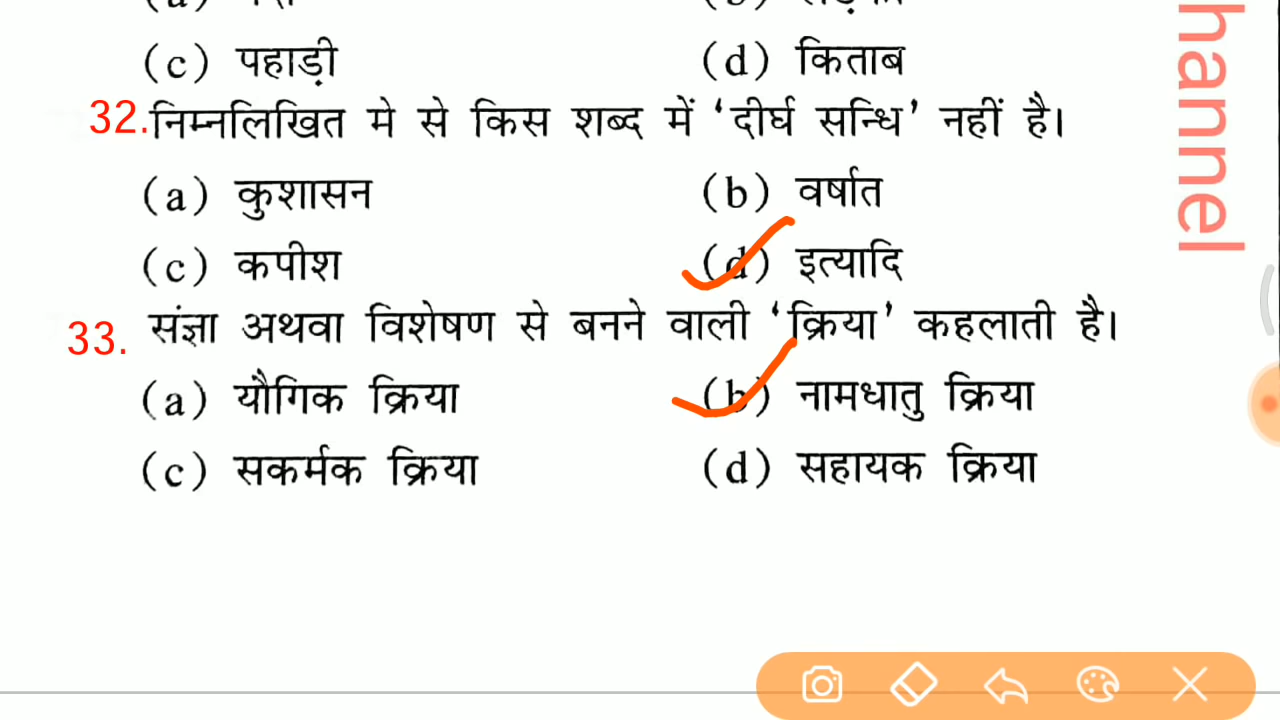 (c) पहाड़ी (d) किताब
32. निम्नलिखित मे से किस शब्द में ‘दीर्घ सन्धि’ नहीं है।
(a) कुशासन (b) वर्षात
(c) कपीश (d) इत्यादि
33. संज्ञा अथवा विशेषण से बनने वाली ‘क्रिया’ कहलाती है।
(a) यौगिक क्रिया (b) नामधातु क्रिया
(c) सकर्मक क्रिया (d) सहायक क्रिया
hannel